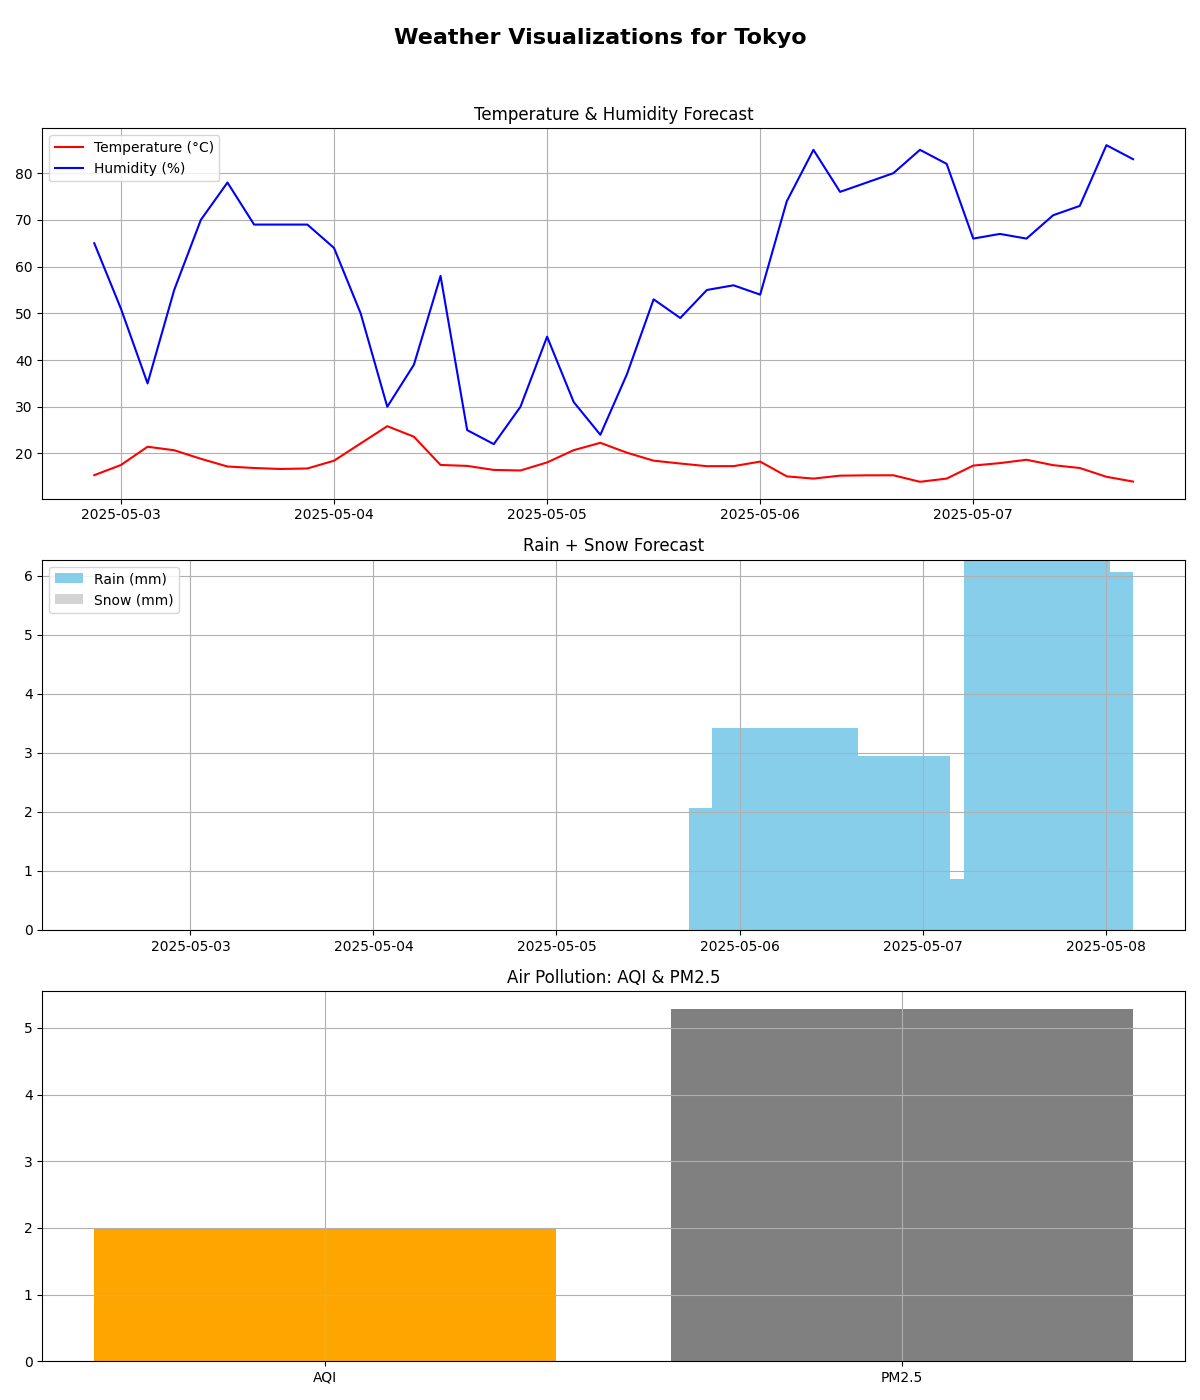 Weather Visualizations for Tokyo
Temperature & Humidity Forecast
Temperature (°C)
Humidity (%)
80
70
60
50
40
30
20
2025-05-03 2025-05-04 2025-05-05 2025-05-06 2025-05-07
Rain + Snow Forecast
Rain (mm)
Snow (mm)
6
5
4
3
2
1
0
2025-05-03 2025-05-04 2025-05-05 2025-05-06 2025-05-07 2025-05-08
Air Pollution: AQI & PM2.5
5
4
3
2
1
0
AQI PM2.5